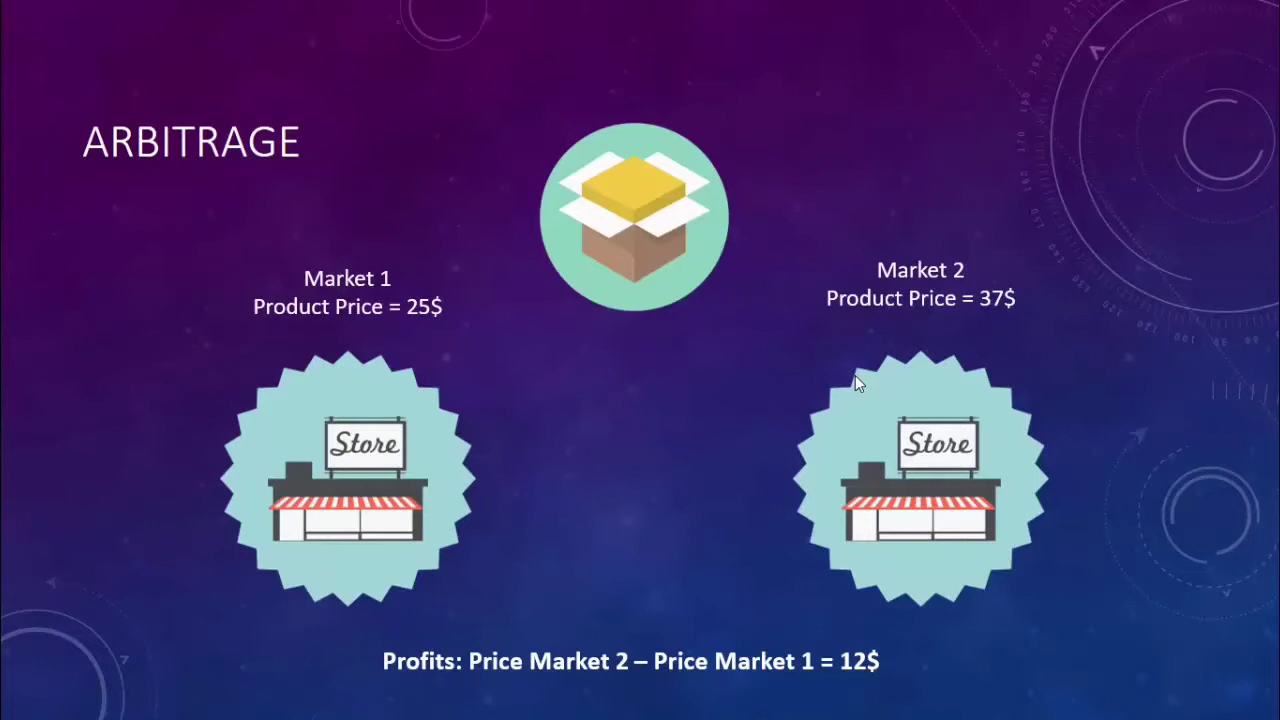 ARBITRAGE
Market 1
Product Price = 25$
Market 2
Product Price = 37$
Store
Store
Profits: Price Market 2 – Price Market 1 = 12$